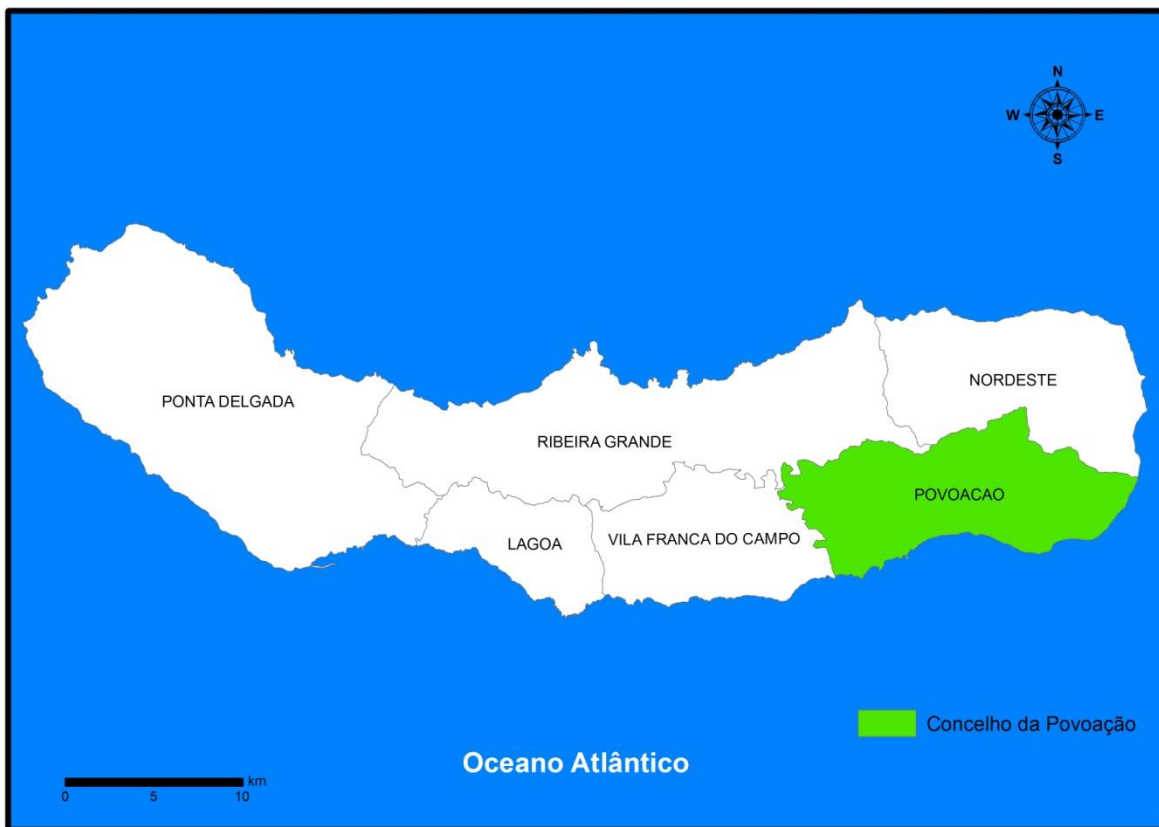 N
W E
S
NORDESTE
PONTA DELGADA
RIBEIRA GRANDE
POVOACAO
LAGOA
VILA FRANCA DO CAMPO
Concelho da Povoação
Oceano Atlântico
km
0 5 10